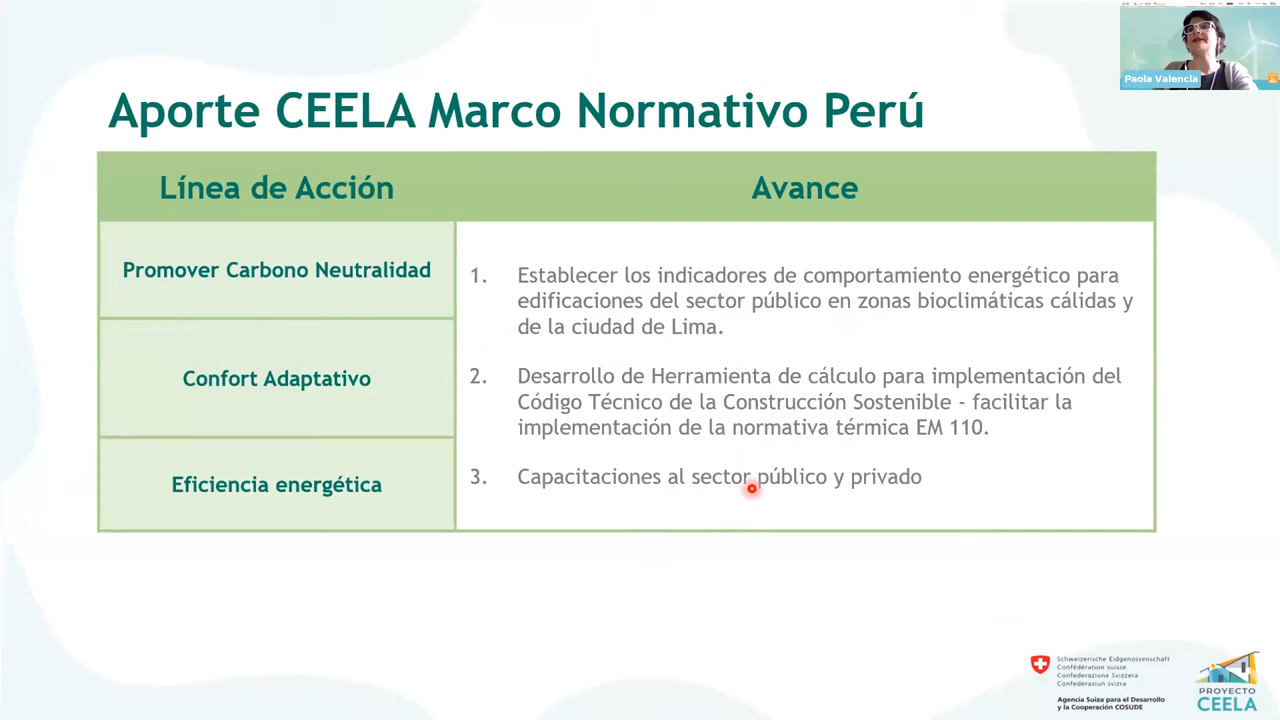 Paola Valencia
Aporte CEELA Marco Normativo Perú
Línea de Acción
Avance
Promover Carbono Neutralidad
Confort Adaptativo
Eficiencia energética
1. Establecer los indicadores de comportamiento energético para
edificaciones del sector público en zonas bioclimáticas cálidas y
de la ciudad de Lima.
2. Desarrollo de Herramienta de cálculo para implementación del
Código Técnico de la Construcción Sostenible - facilitar la
implementación de la normativa térmica EM 110.
3. Capacitaciones al sector público y privado
Schweizerische Eidgenossenschaft
Confédération suisse
Confederazione Svizzera
Confederaziun svizra
Agencia Suiza para el Desarrollo
y la Cooperación COSUDE
PROYECTO
CEELA